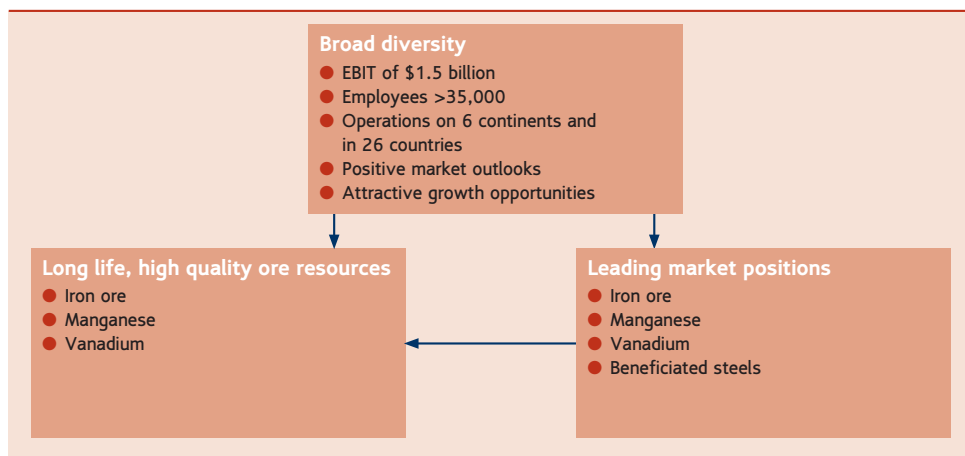 Broad diversity
● EBIT of $1.5 billion
● Employees >35,000
● Operations on 6 continents and
in 26 countries
● Positive market outlooks
● Attractive growth opportunities
Long life, high quality ore resources
● Iron ore
● Manganese
● Vanadium
Leading market positions
● Iron ore
● Manganese
● Vanadium
● Beneficiated steels